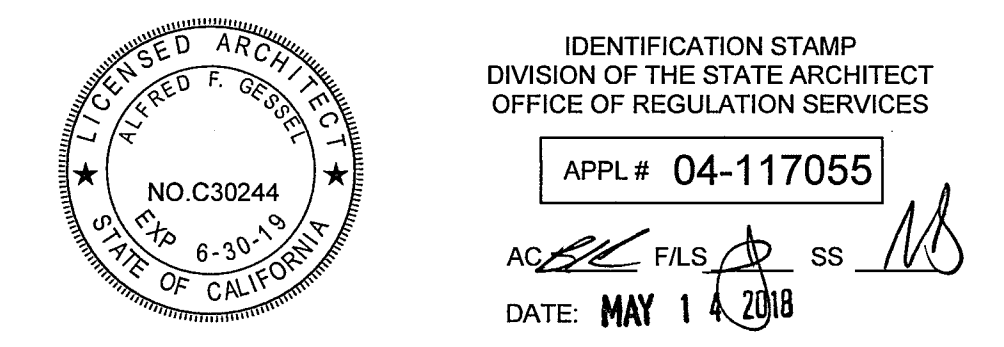 LICENSED ARCHITECT
ALFRED F. GESSEL
NO.C30244
EXP 6-30-19
STATE OF CALIFORNIA
IDENTIFICATION STAMP
DIVISION OF THE STATE ARCHITECT
OFFICE OF REGULATION SERVICES
APPL # 04-117055
AC F/LS SS
DATE: MAY 14 2018